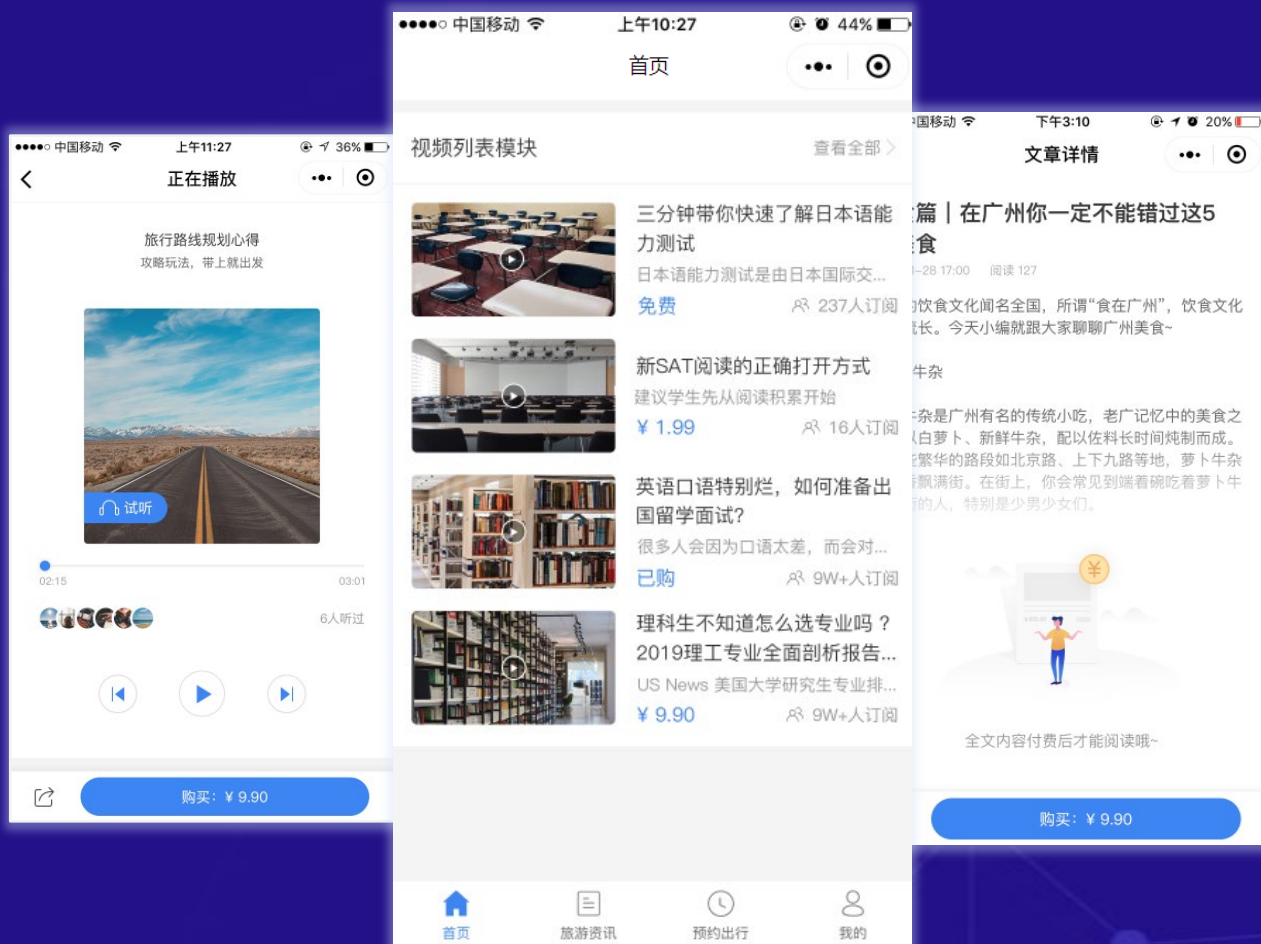 中国移动
上午11:27
36%
正在播放
旅行路线规划心得
攻略玩法，带上就出发
试听
02:15
03:01
6人听过
购买：￥9.90
中国移动
上午10:27
44%
首页
视频列表模块
查看全部
三分钟带你快速了解日本语能
力测试
日本语能力测试是由日本国际交...
免费
237人订阅
新SAT阅读的正确打开方式
建议学生先从阅读积累开始
￥1.99
16人订阅
英语口语特别烂，如何准备出
国留学面试？
很多人会因为口语太差，而会对...
已购
9W+人订阅
理科生不知道怎么选专业吗？
2019理工专业全面剖析报告...
US News 美国大学研究生专业排...
￥9.90
9W+人订阅
首页
旅游资讯
预约出行
我的
国移动
下午3:10
20%
文章详情
篇｜在广州你一定不能错过这5
食
-28 17:00
阅读 127
饮食文化闻名全国，所谓“食在广州”，饮食文化
长。今天小编就跟大家聊聊广州美食~
牛杂
杂是广州有名的传统小吃，老广记忆中的美食之
白萝卜、新鲜牛杂，配以佐料长时间炖制而成。
繁华的路段如北京路、上下九路等地，萝卜牛杂
飘满街。在街上，你会常见到端着碗吃着萝卜牛
的人，特别是少男少女们。
全文内容付费后才能阅读哦~
购买：￥9.90